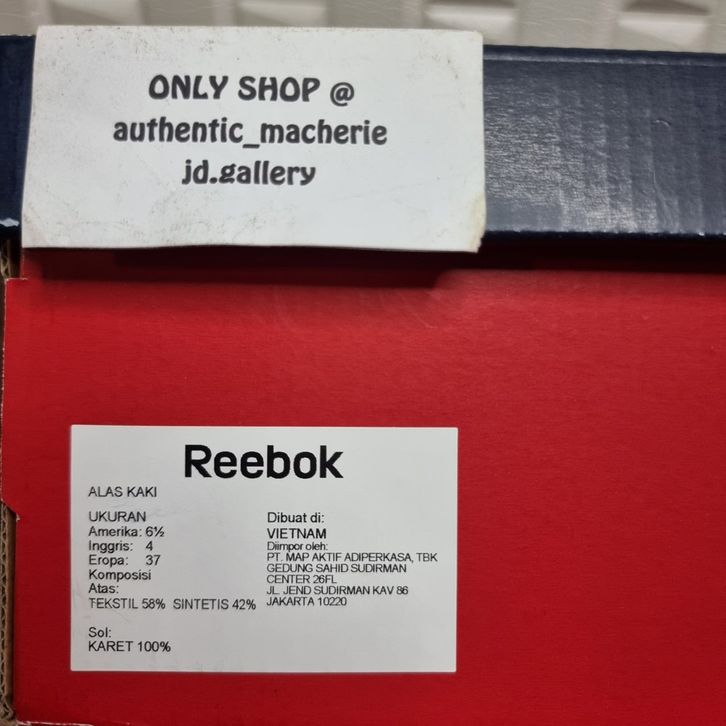 ONLY SHOP @
authentic_macherie
jd.gallery
Reebok
ALAS KAKI
UKURAN
Amerika: 6½
Inggris: 4
Eropa: 37
Komposisi
Atas:
TEKSTIL 58% SINTETIS 42%
Sol:
KARET 100%
Dibuat di:
VIETNAM
Diimpor oleh:
PT. MAP AKTIF ADIPERKASA, TBK
GEDUNG SAHID SUDIRMAN
CENTER 26FL
JL. JEND SUDIRMAN KAV 86
JAKARTA 10220